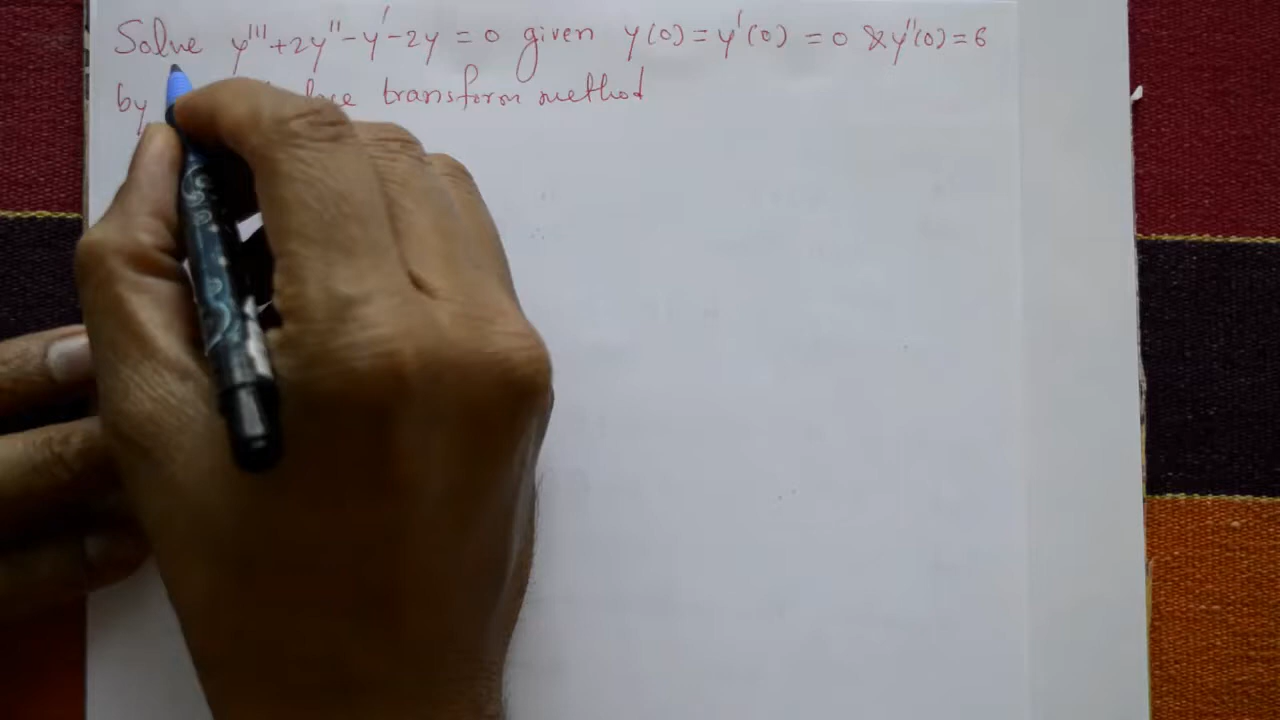 Solve y''' + 2y'' - y' - 2y = 0 given y(0) = y'(0) = 0 & y''(0) = 6
by transform method